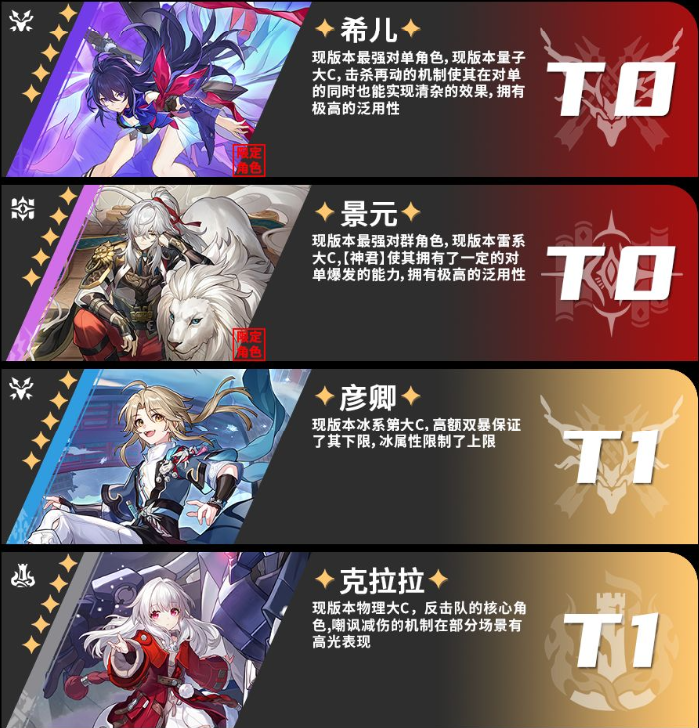 希儿
现版本最强对单角色,现版本量子
大C,击杀再动的机制使其在对单
的同时也能实现清杂的效果,拥有
极高的泛用性
T0
限定
角色
景元
现版本最强对群角色,现版本雷系
大C,【神君】使其拥有了一定的对
单爆发的能力,拥有极高的泛用性
T0
限定
角色
彦卿
现版本冰系第大C,高额双暴保证
了其下限,冰属性限制了上限
T1
克拉拉
现版本物理大C,反击队的核心角
色,嘲讽减伤的机制在部分场景有
高光表现
T1